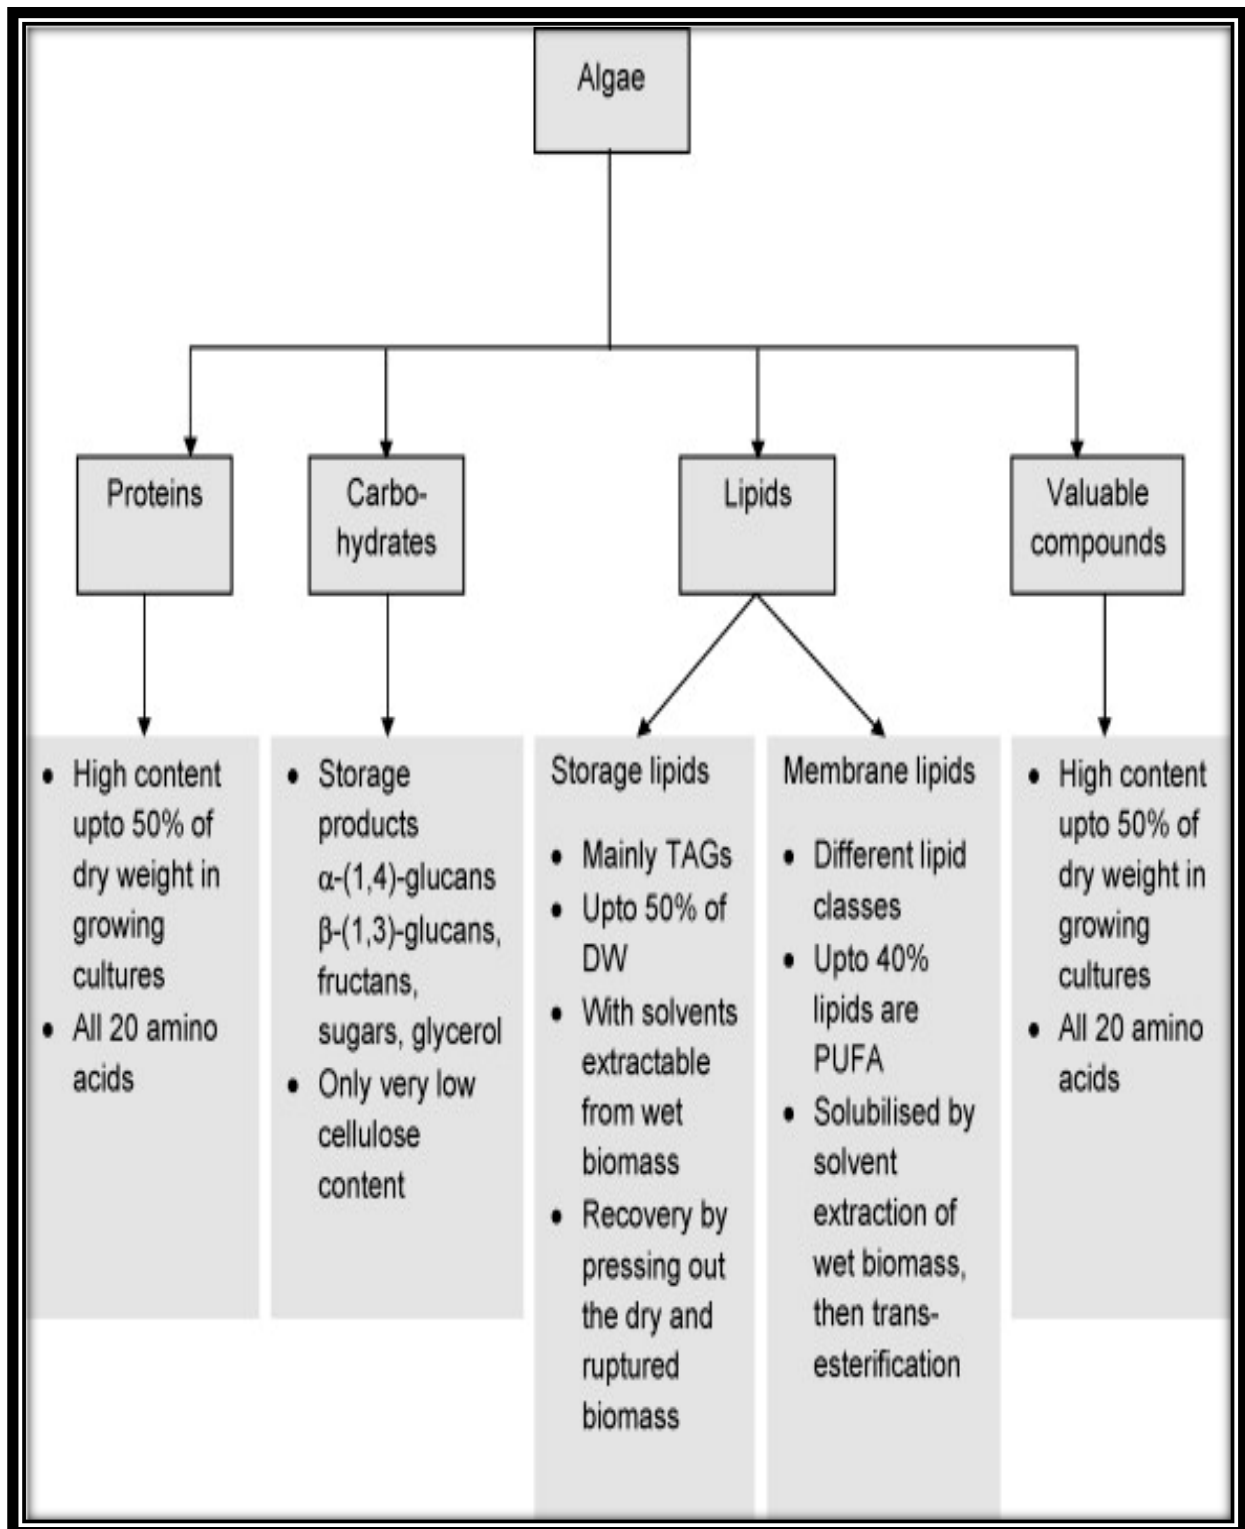 Algae
Proteins
Carbo-
hydrates
Lipids
Valuable
compounds
• High content
upto 50% of
dry weight in
growing
cultures
• All 20 amino
acids
• Storage
products
α-(1,4)-glucans
β-(1,3)-glucans,
fructans,
sugars, glycerol
• Only very low
cellulose
content
Storage lipids
• Mainly TAGs
• Upto 50% of
DW
• With solvents
extractable
from wet
biomass
• Recovery by
pressing out
the dry and
ruptured
biomass
Membrane lipids
• Different lipid
classes
• Upto 40%
lipids are
PUFA
• Solubilised by
solvent
extraction of
wet biomass,
then trans-
esterification
• High content
upto 50% of
dry weight in
growing
cultures
• All 20 amino
acids